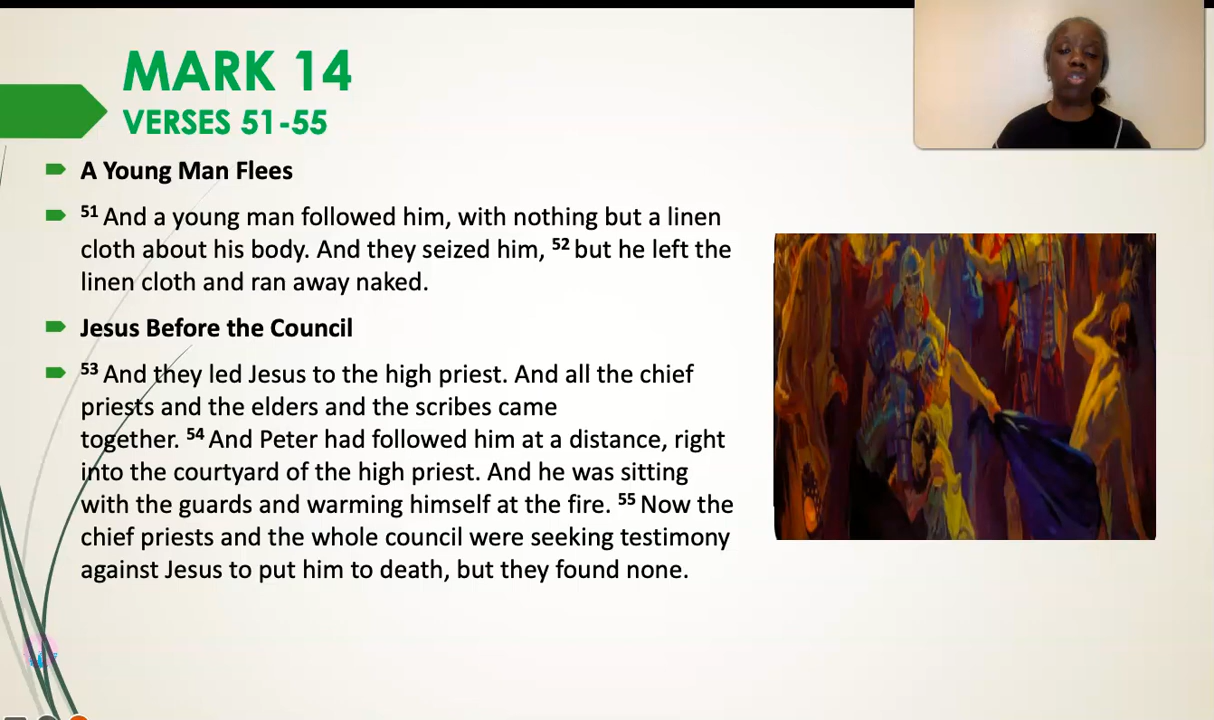 MARK 14
VERSES 51-55
A Young Man Flees
51 And a young man followed him, with nothing but a linen
cloth about his body. And they seized him, 52 but he left the
linen cloth and ran away naked.
Jesus Before the Council
53 And they led Jesus to the high priest. And all the chief
priests and the elders and the scribes came
together. 54 And Peter had followed him at a distance, right
into the courtyard of the high priest. And he was sitting
with the guards and warming himself at the fire. 55 Now the
chief priests and the whole council were seeking testimony
against Jesus to put him to death, but they found none.